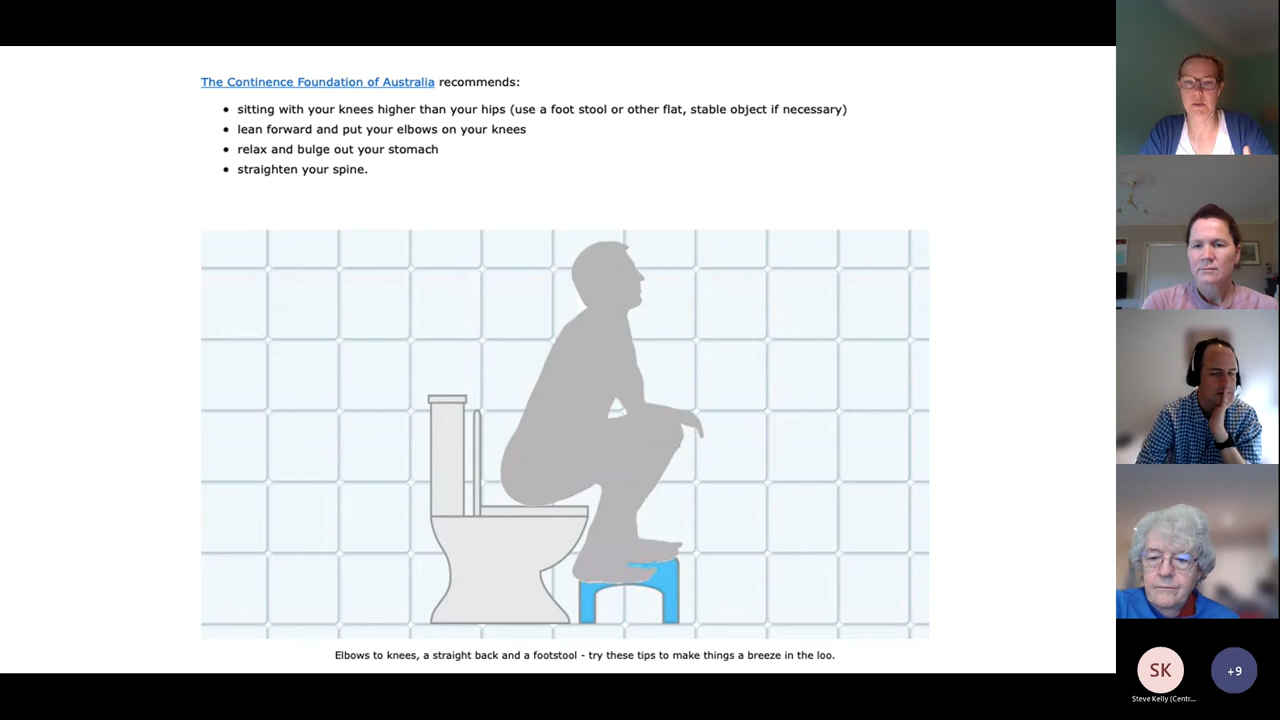 The Continence Foundation of Australia recommends:
• sitting with your knees higher than your hips (use a foot stool or other flat, stable object if necessary)
• lean forward and put your elbows on your knees
• relax and bulge out your stomach
• straighten your spine.
Elbows to knees, a straight back and a footstool - try these tips to make things a breeze in the loo.
SK
+9
Steve Kelly (Centr...